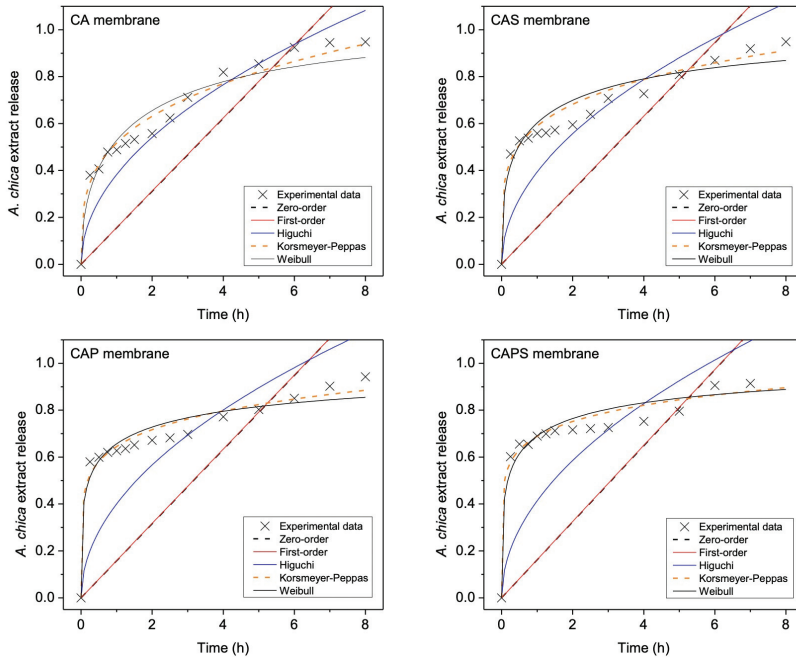 CA membrane
1.0
0.8
0.6
0.4
0.2
0.0
A. chica extract release
Experimental data
Zero-order
First-order
Higuchi
Korsmeyer-Peppas
Weibull
0 2 4 6 8
Time (h)
CAS membrane
1.0
0.8
0.6
0.4
0.2
0.0
A. chica extract release
Experimental data
Zero-order
First-order
Higuchi
Korsmeyer-Peppas
Weibull
0 2 4 6 8
Time (h)
CAP membrane
1.0
0.8
0.6
0.4
0.2
0.0
A. chica extract release
Experimental data
Zero-order
First-order
Higuchi
Korsmeyer-Peppas
Weibull
0 2 4 6 8
Time (h)
CAPS membrane
1.0
0.8
0.6
0.4
0.2
0.0
A. chica extract release
Experimental data
Zero-order
First-order
Higuchi
Korsmeyer-Peppas
Weibull
0 2 4 6 8
Time (h)